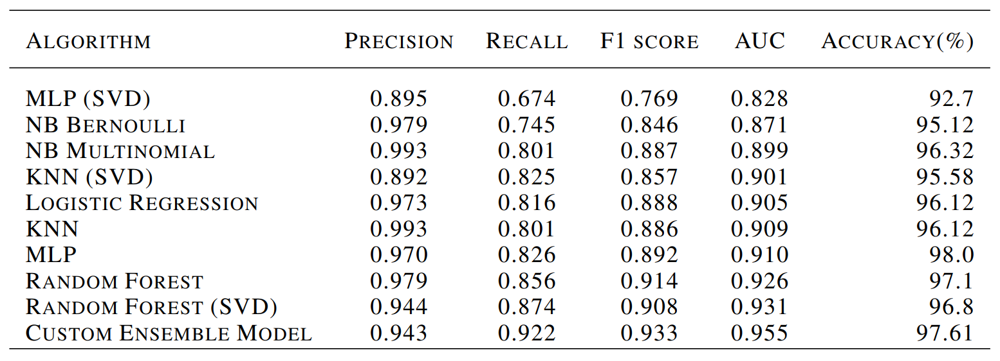 ALGORITHM PRECISION RECALL F1 SCORE AUC ACCURACY(%)
MLP (SVD) 0.895 0.674 0.769 0.828 92.7
NB BERNOULLI 0.979 0.745 0.846 0.871 95.12
NB MULTINOMIAL 0.993 0.801 0.887 0.899 96.32
KNN (SVD) 0.892 0.825 0.857 0.901 95.58
LOGISTIC REGRESSION 0.973 0.816 0.888 0.905 96.12
KNN 0.993 0.801 0.886 0.909 96.12
MLP 0.970 0.826 0.892 0.910 98.0
RANDOM FOREST 0.979 0.856 0.914 0.926 97.1
RANDOM FOREST (SVD) 0.944 0.874 0.908 0.931 96.8
CUSTOM ENSEMBLE MODEL 0.943 0.922 0.933 0.955 97.61